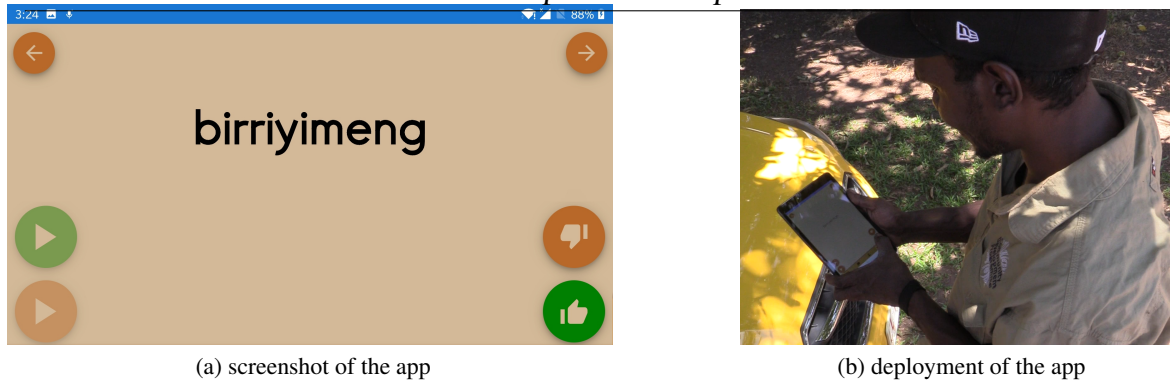 3:24
88%
birriyimeng
(a) screenshot of the app
(b) deployment of the app